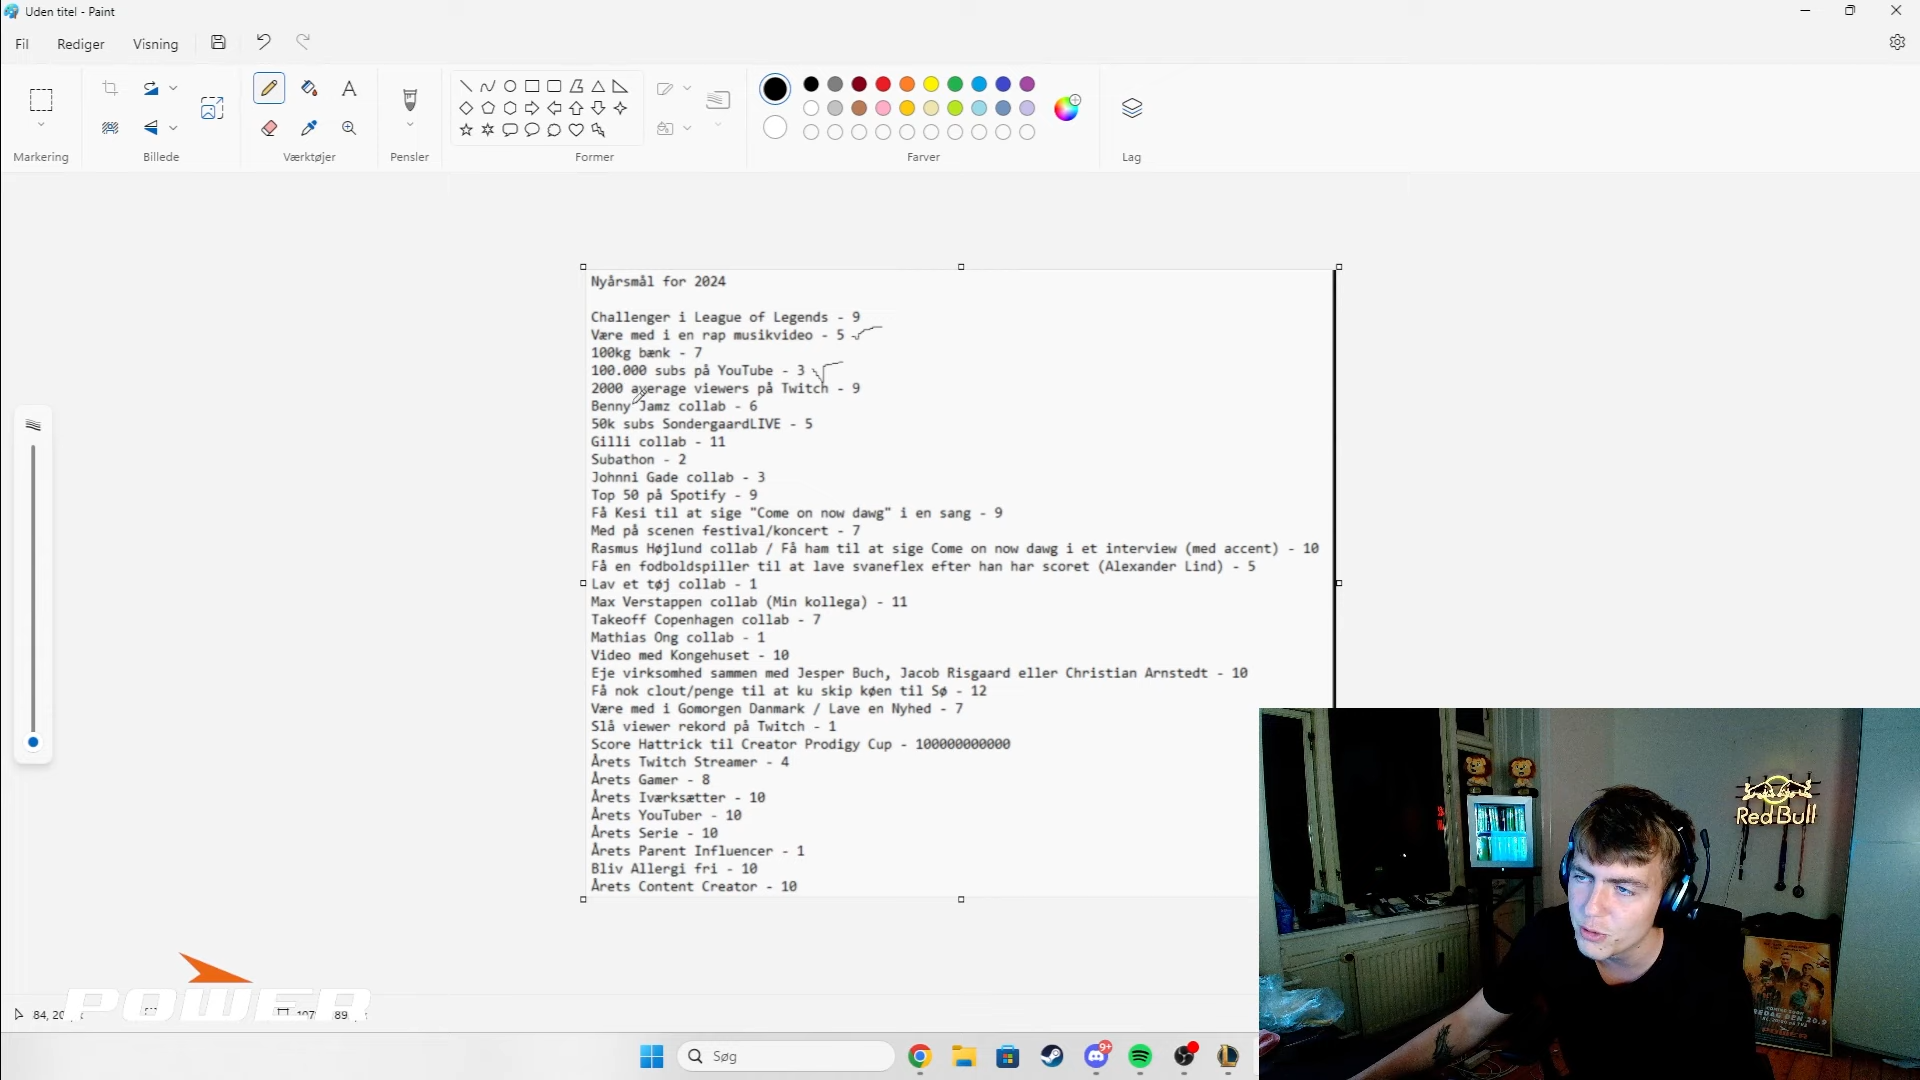 Uden titel - Paint
Fil Rediger Visning
Markering Billede Værktøjer Pensler Former Farver Lag
Nyårsmål for 2024
Challenger i League of Legends - 9
Være med i en rap musikvideo - 5
100kg bænk - 7
100.000 subs på YouTube - 3
2000 average viewers på Twitch - 9
Benny Jamz collab - 6
50k subs SondergaardLIVE - 5
Gilli collab - 11
Subathon - 2
Johnni Gade collab - 3
Top 50 på Spotify - 9
Få Kesi til at sige "Come on now dawg" i en sang - 9
Med på scenen festival/koncert - 7
Rasmus Højlund collab / Få ham til at sige Come on now dawg i et interview (med accent) - 10
Få en fodboldspiller til at lave svaneflex efter han har scoret (Alexander Lind) - 5
Lav et tøj collab - 1
Max Verstappen collab (Min kollega) - 11
Takeoff Copenhagen collab - 7
Mathias Ong collab - 1
Video med Kongehuset - 10
Eje virksomhed sammen med Jesper Buch, Jacob Risgaard eller Christian Arnstedt - 10
Få nok clout/penge til at ku skip køen til Sø - 12
Være med i Gomorgen Danmark / Lave en Nyhed - 7
Slå viewer rekord på Twitch - 1
Score Hattrick til Creator Prodigy Cup - 100000000000
Årets Twitch Streamer - 4
Årets Gamer - 8
Årets Iværksætter - 10
Årets YouTuber - 10
Årets Serie - 10
Årets Parent Influencer - 1
Bliv Allergi fri - 10
Årets Content Creator - 10
Red Bull
POWER
Søg
9+